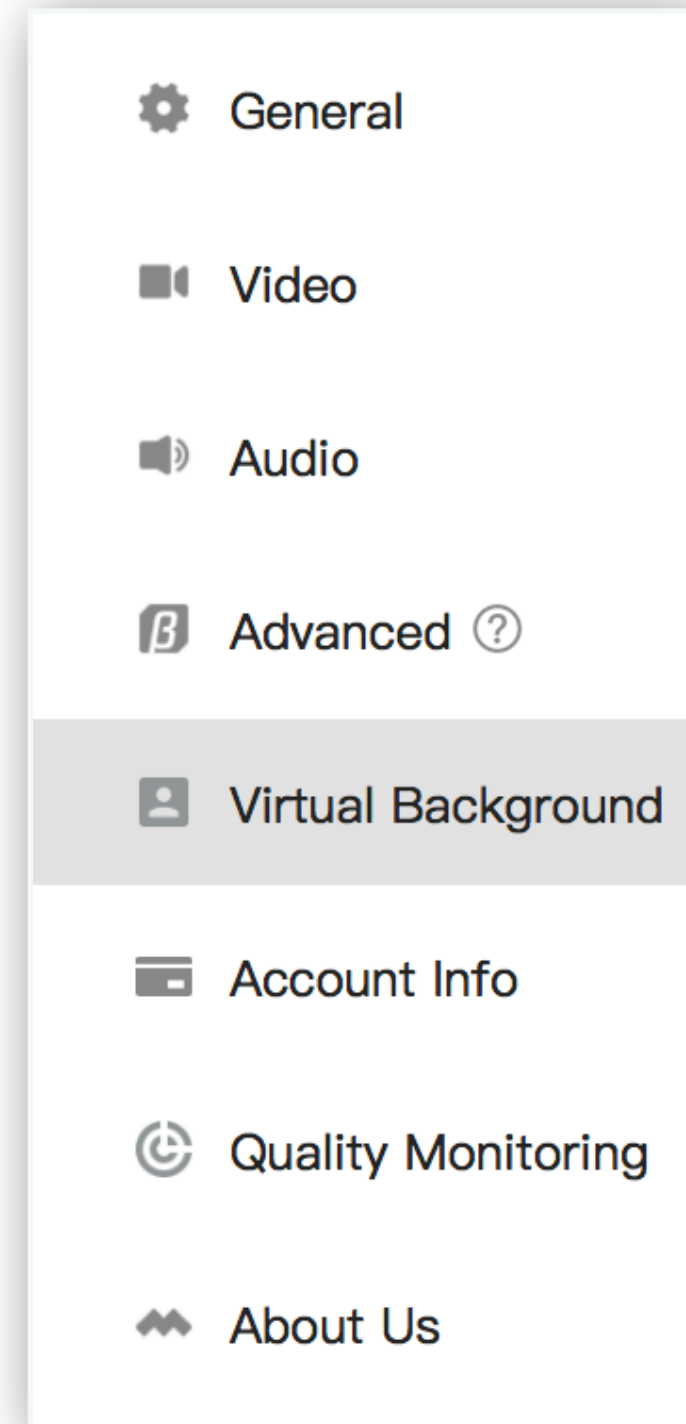 General
Video
Audio
β Advanced ?
Virtual Background
Account Info
Quality Monitoring
About Us